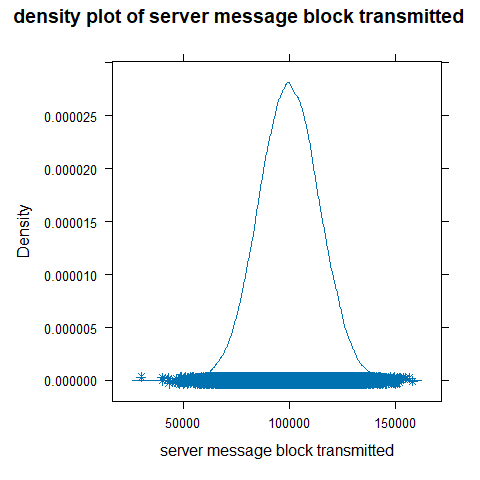 density plot of server message block transmitted
Density
0.000025
0.000020
0.000015
0.000010
0.000005
0.000000
50000 100000 150000
server message block transmitted